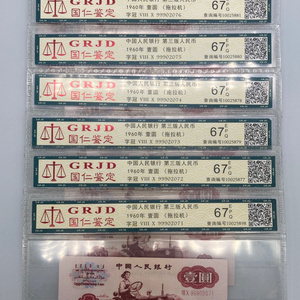 GRJD
国仁鉴定
中国人民银行 第三版人民币
1960年 壹圆 (拖拉机)
字冠 VIII X 99902076
67 EPQ
GRJD
国仁鉴定
中国人民银行 第三版人民币
1960年 壹圆 (拖拉机)
字冠 VIII X 99902075
67 EPQ
GRJD
国仁鉴定
中国人民银行 第三版人民币
1960年 壹圆 (拖拉机)
字冠 VIII X 99902074
67 EPQ
GRJD
国仁鉴定
中国人民银行 第三版人民币
1960年 壹圆 (拖拉机)
字冠 VIII X 99902073
67 EPQ
GRJD
国仁鉴定
中国人民银行 第三版人民币
1960年 壹圆 (拖拉机)
字冠 VIII X 99902072
67 EPQ
GRJD
国仁鉴定
中国人民银行 第三版人民币
1960年 壹圆 (拖拉机)
字冠 VIII X 99902071
67 EPQ
中国人民银行
壹圆